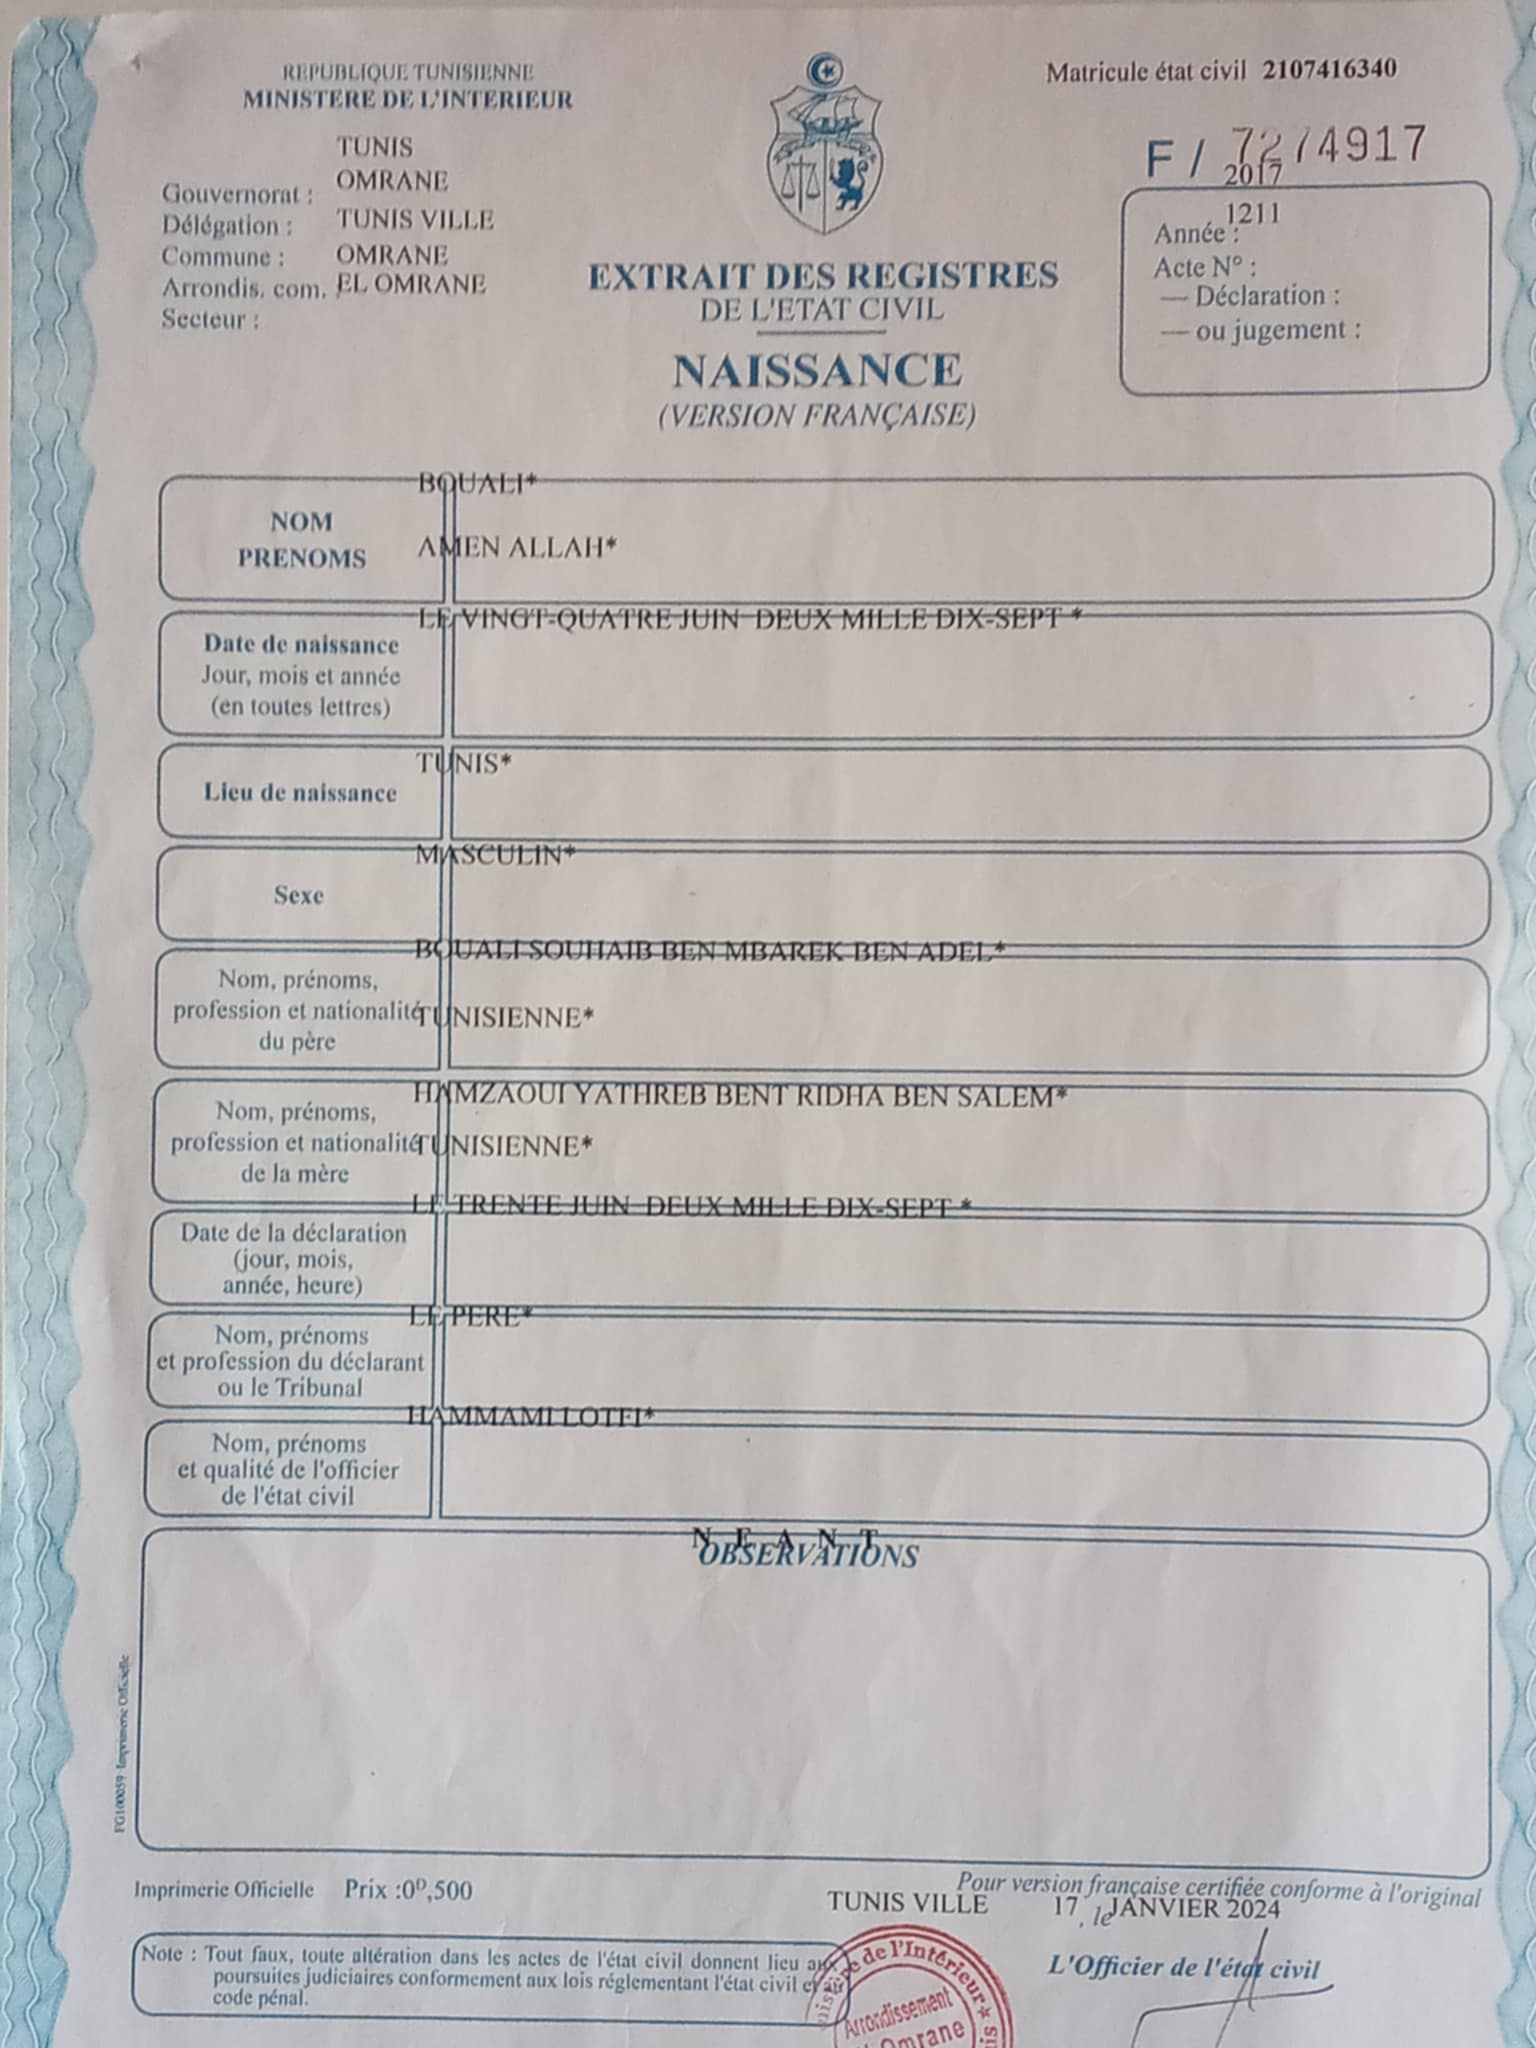 REPUBLIQUE TUNISIENNE
MINISTERE DE L'INTERIEUR
Matricule état civil 2107416340
F / 72/4917
TUNIS
Gouvernorat : OMRANE
Délégation : TUNIS VILLE
Commune : OMRANE
Arrondis. com. EL OMRANE
Secteur :
2017
1211
Année :
Acte N° :
— Déclaration :
— ou jugement :
EXTRAIT DES REGISTRES
DE L'ETAT CIVIL
NAISSANCE
(VERSION FRANÇAISE)
NOM
PRENOMS
BOUALI*
AMEN ALLAH*
Date de naissance
Jour, mois et année
(en toutes lettres)
LE VINGT-QUATRE JUIN DEUX MILLE DIX-SEPT *
Lieu de naissance
TUNIS*
Sexe
MASCULIN*
Nom, prénoms,
profession et nationalité
du père
BOUALI SOUHAIB BEN MBAREK BEN ADEL*
TUNISIENNE*
Nom, prénoms,
profession et nationalité
de la mère
HAMZAOUI YATHREB BENT RIDHA BEN SALEM*
TUNISIENNE*
Date de la déclaration
(jour, mois,
année, heure)
LE TRENTE JUIN DEUX MILLE DIX-SEPT *
Nom, prénoms
et profession du déclarant
ou le Tribunal
LE PERE*
Nom, prénoms
et qualité de l'officier
de l'état civil
HAMMAMI LOTFI*
N E A N T
OBSERVATIONS
FG100059 Imprimerie Officielle
Imprimerie Officielle Prix :0ᴰ,500
Pour version française certifiée conforme à l'original
TUNIS VILLE 17 , le JANVIER 2024
L'Officier de l'état civil
Note : Tout faux, toute altération dans les actes de l'état civil donnent lieu aux
poursuites judiciaires conformement aux lois réglementant l'état civil et au
code pénal.
de l'Intérieur
Arrondissement
Omrane